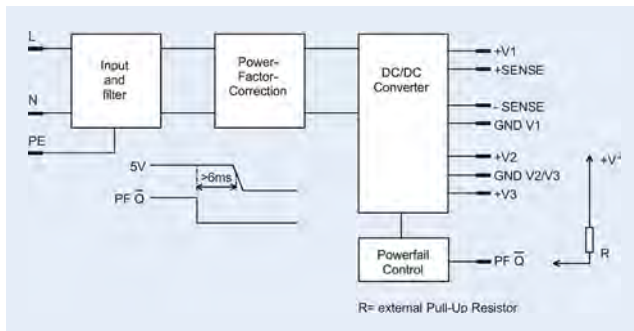 L
N
PE
Input
and
filter
Power-
Factor-
Correction
DC/DC
Converter
+V1
+SENSE
- SENSE
GND V1
+V2
GND V2/V3
+V3
5V
>6ms
PF Q̅
Powerfail
Control
PF Q̅
+V
R
R= external Pull-Up Resistor